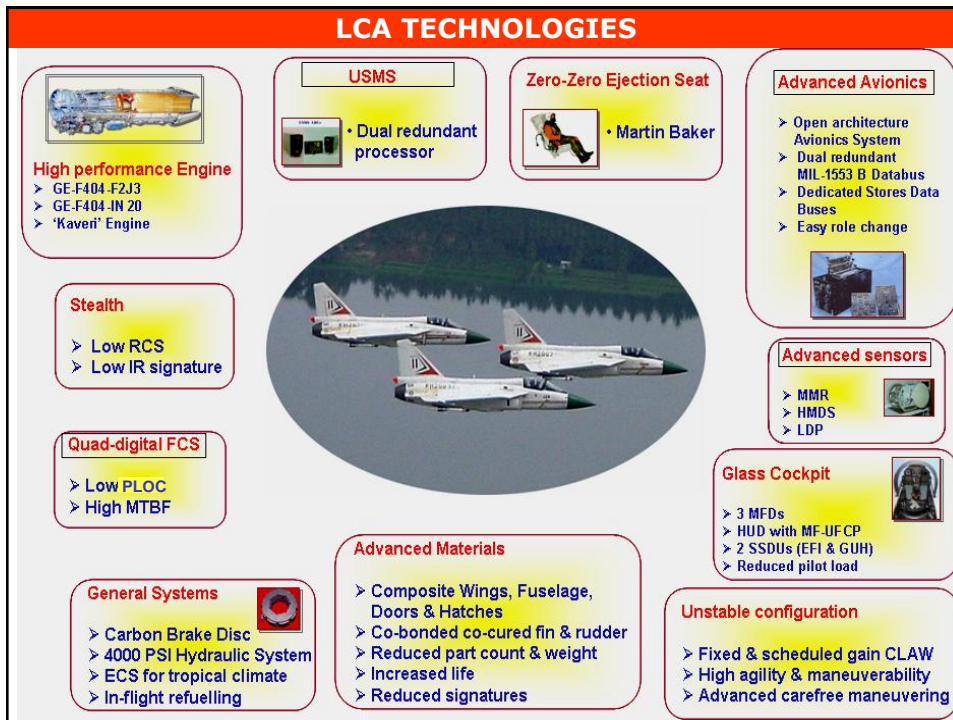 LCA TECHNOLOGIES
High performance Engine
➢ GE-F404-F2J3
➢ GE-F404-IN 20
➢ 'Kaveri' Engine
USMS
• Dual redundant
processor
Zero-Zero Ejection Seat
• Martin Baker
Advanced Avionics
➢ Open architecture
Avionics System
➢ Dual redundant
MIL-1553 B Databus
➢ Dedicated Stores Data
Buses
➢ Easy role change
Stealth
➢ Low RCS
➢ Low IR signature
Advanced sensors
➢ MMR
➢ HMDS
➢ LDP
Quad-digital FCS
➢ Low PLOC
➢ High MTBF
Glass Cockpit
➢ 3 MFDs
➢ HUD with MF-UFCP
➢ 2 SSDUs (EFI & GUH)
➢ Reduced pilot load
General Systems
➢ Carbon Brake Disc
➢ 4000 PSI Hydraulic System
➢ ECS for tropical climate
➢ In-flight refuelling
Advanced Materials
➢ Composite Wings, Fuselage,
Doors & Hatches
➢ Co-bonded co-cured fin & rudder
➢ Reduced part count & weight
➢ Increased life
➢ Reduced signatures
Unstable configuration
➢ Fixed & scheduled gain CLAW
➢ High agility & maneuverability
➢ Advanced carefree maneuvering